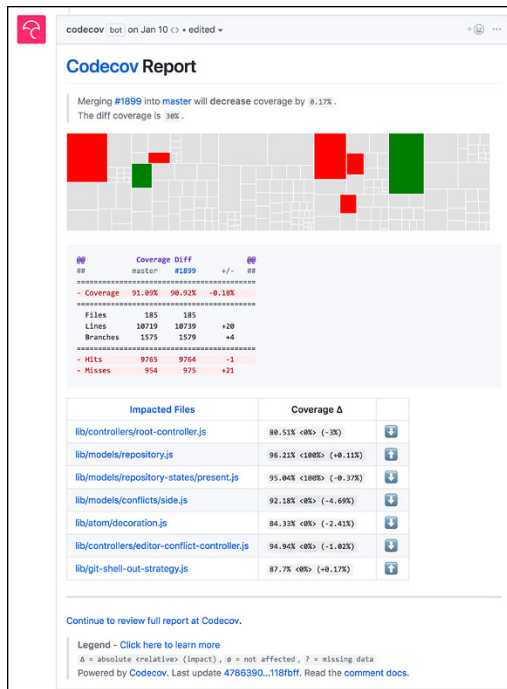 codecov bot on Jan 10 <> • edited
Codecov Report
Merging #1899 into master will decrease coverage by 0.17% .
The diff coverage is 30% .
@@ Coverage Diff @@
## master #1899 +/- ##
===========================================
- Coverage 91.09% 90.92% -0.18%
===========================================
Files 185 185
Lines 10719 10739 +20
Branches 1575 1579 +4
===========================================
- Hits 9765 9764 -1
- Misses 954 975 +21
Impacted Files Coverage Δ
lib/controllers/root-controller.js 80.51% <0%> (-3%)
lib/models/repository.js 96.21% <100%> (+0.11%)
lib/models/repository-states/present.js 95.04% <100%> (-0.37%)
lib/models/conflicts/side.js 92.18% <0%> (-4.69%)
lib/atom/decoration.js 84.33% <0%> (-2.41%)
lib/controllers/editor-conflict-controller.js 94.94% <0%> (-1.02%)
lib/git-shell-out-strategy.js 87.7% <0%> (+0.17%)
Continue to review full report at Codecov.
Legend - Click here to learn more
Δ = absolute <relative> (impact), ø = not affected, ? = missing data
Powered by Codecov. Last update 4786390...118fbff. Read the comment docs.